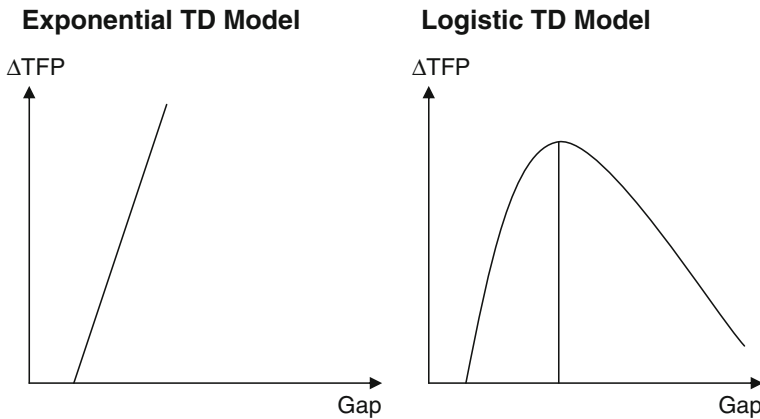 Exponential TD Model
ΔTFP
Gap
Logistic TD Model
ΔTFP
Gap